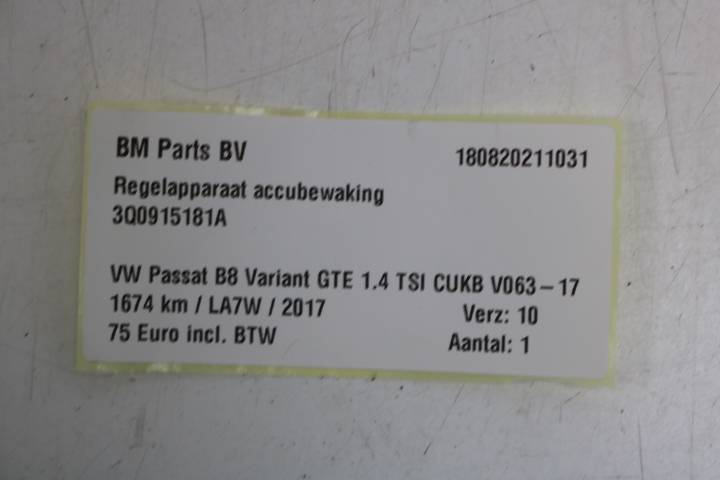 BM Parts BV 180820211031
Regelapparaat accubewaking
3Q0915181A
VW Passat B8 Variant GTE 1.4 TSI CUKB V063-17
1674 km / LA7W / 2017 Verz: 10
75 Euro incl. BTW Aantal: 1